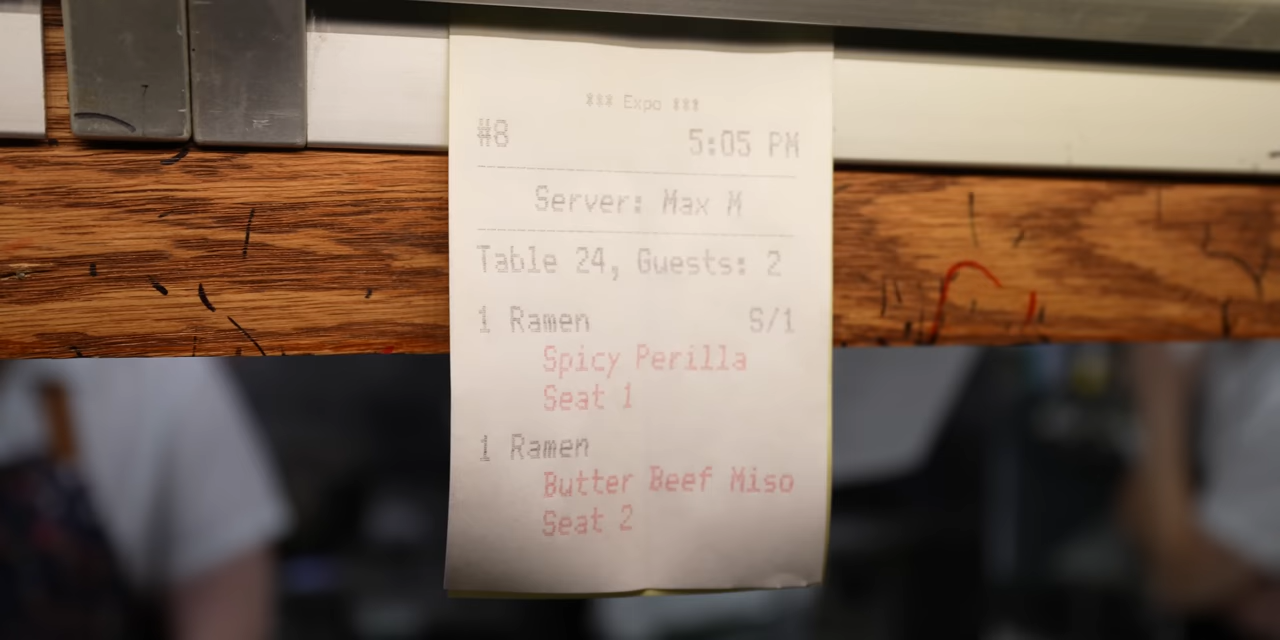 *** Expo ***
#8 5:05 PM
Server: Max M
Table 24, Guests: 2
1 Ramen S/1
Spicy Perilla
Seat 1
1 Ramen
Butter Beef Miso
Seat 2